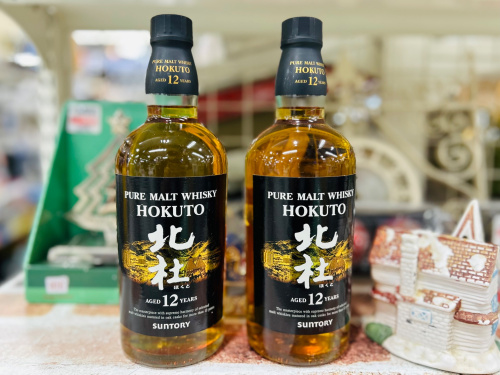 PURE MALT WHISKY
HOKUTO
AGED 12 YEARS
PURE MALT WHISKY
HOKUTO
北杜
ほくと
AGED 12 YEARS
SUNTORY
PURE MALT WHISKY
HOKUTO
AGED 12 YEARS
PURE MALT WHISKY
HOKUTO
北杜
ほくと
AGED 12 YEARS
SUNTORY